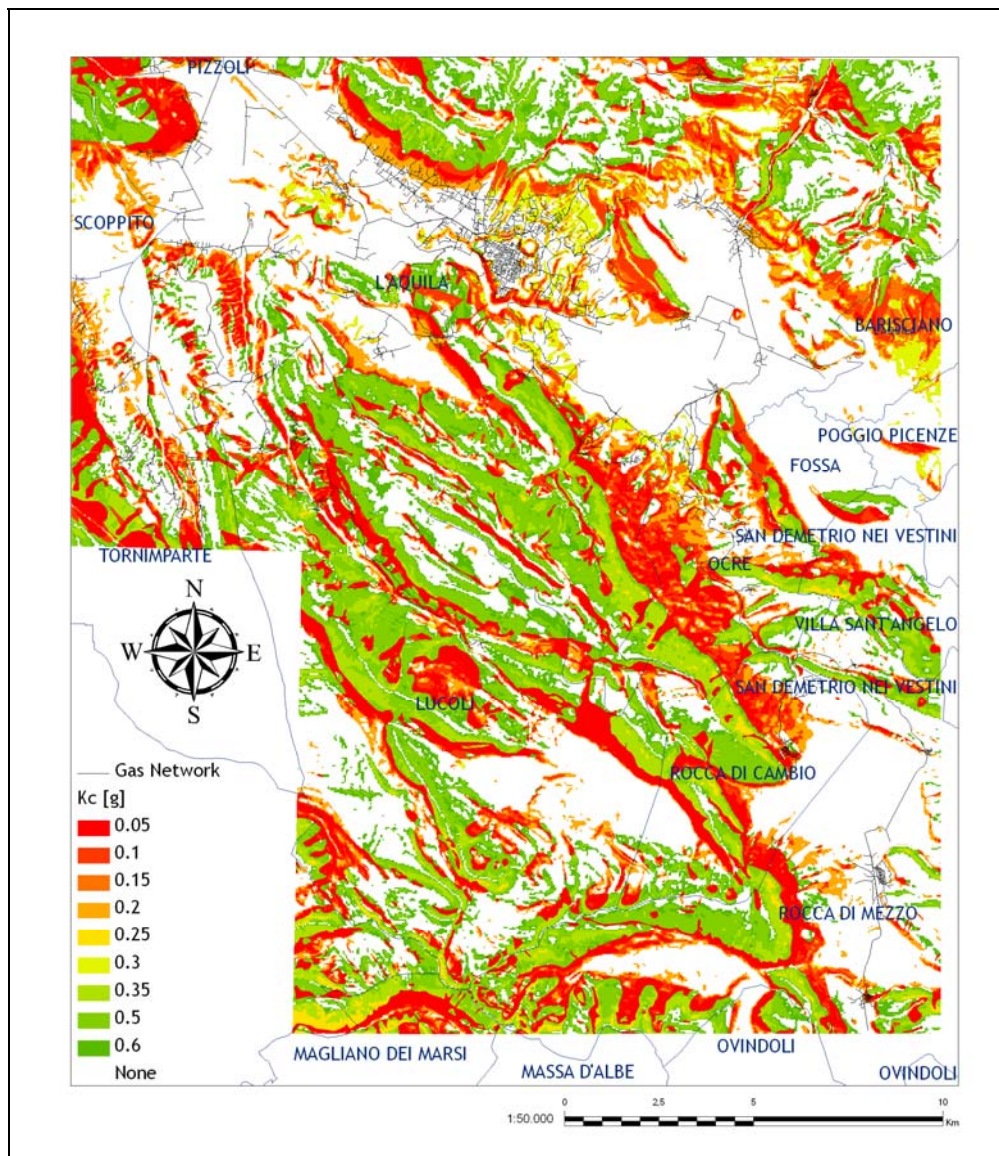 PIZZOLI
SCOPPITO
L'AQUILA
BARISCIANO
POGGIO PICENZE
FOSSA
SAN DEMETRIO NEI VESTINI
TORNIMPARTE
OCRE
N
VILLA SANT'ANGELO
W E
SAN DEMETRIO NEI VESTINI
S
LUCOLI
ROCCA DI CAMBIO
Gas Network
Kc [g]
0.05
0.1
0.15
0.2
0.25
0.3
0.35
0.5
0.6
None
ROCCA DI MEZZO
OVINDOLI
MAGLIANO DEI MARSI
MASSA D'ALBE
OVINDOLI
1:50.000
0 2,5 5 10
Km